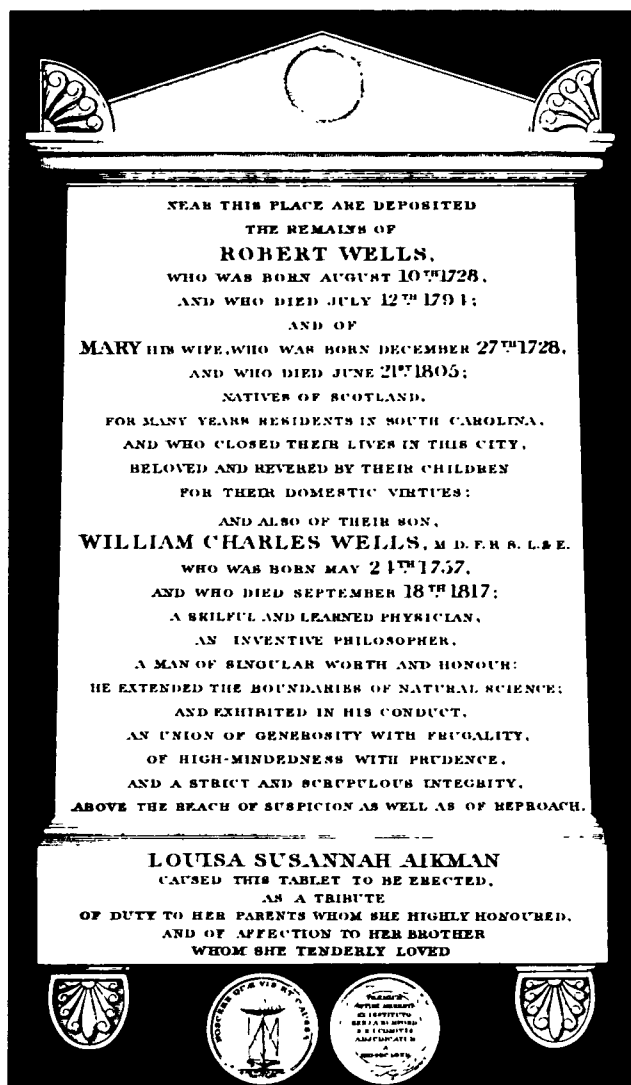 NEAR THIS PLACE ARE DEPOSITED
THE REMAINS OF
ROBERT WELLS,
WHO WAS BORN AUGUST 10TH 1728,
AND WHO DIED JULY 12TH 1794;
AND OF
MARY HIS WIFE, WHO WAS BORN DECEMBER 27TH 1728,
AND WHO DIED JUNE 21ST 1805;
NATIVES OF SCOTLAND,
FOR MANY YEARS RESIDENTS IN SOUTH CAROLINA,
AND WHO CLOSED THEIR LIVES IN THIS CITY,
BELOVED AND REVERED BY THEIR CHILDREN
FOR THEIR DOMESTIC VIRTUES:
AND ALSO OF THEIR SON,
WILLIAM CHARLES WELLS, M D. F. R S. L. & E.
WHO WAS BORN MAY 24TH 1757,
AND WHO DIED SEPTEMBER 18TH 1817;
A SKILFUL AND LEARNED PHYSICIAN,
AN INVENTIVE PHILOSOPHER,
A MAN OF SINGULAR WORTH AND HONOUR:
HE EXTENDED THE BOUNDARIES OF NATURAL SCIENCE;
AND EXHIBITED IN HIS CONDUCT,
AN UNION OF GENEROSITY WITH FRUGALITY,
OF HIGH-MINDEDNESS WITH PRUDENCE,
AND A STRICT AND SCRUPULOUS INTEGRITY,
ABOVE THE REACH OF SUSPICION AS WELL AS OF REPROACH.
LOUISA SUSANNAH AIKMAN
CAUSED THIS TABLET TO BE ERECTED,
AS A TRIBUTE
OF DUTY TO HER PARENTS WHOM SHE HIGHLY HONOURED,
AND OF AFFECTION TO HER BROTHER
WHOM SHE TENDERLY LOVED
NOSCERE QUÆ VIS ET CAUSA